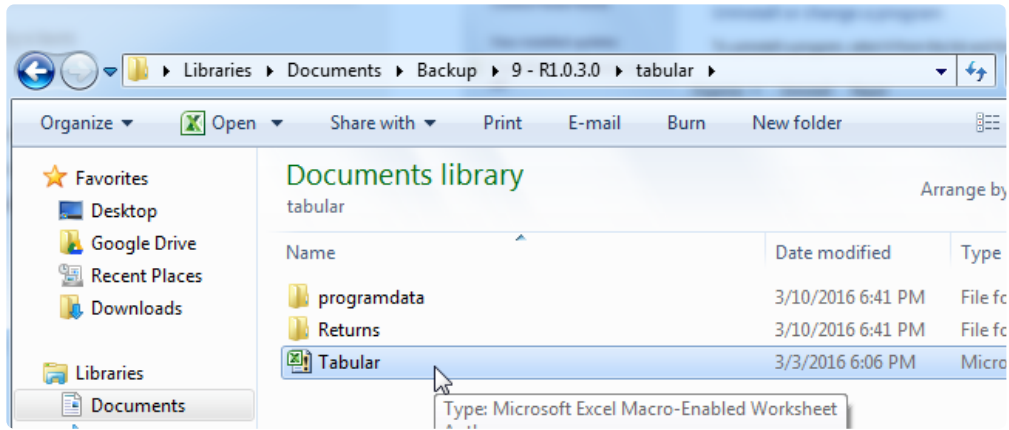 Libraries Documents Backup 9 - R1.0.3.0 tabular
Organize Open Share with Print E-mail Burn New folder
Favorites
Desktop
Google Drive
Recent Places
Downloads
Libraries
Documents
Documents library
tabular
Arrange by
Name Date modified Type
programdata 3/10/2016 6:41 PM File
Returns 3/10/2016 6:41 PM File
Tabular 3/3/2016 6:06 PM Micro
Type: Microsoft Excel Macro-Enabled Worksheet